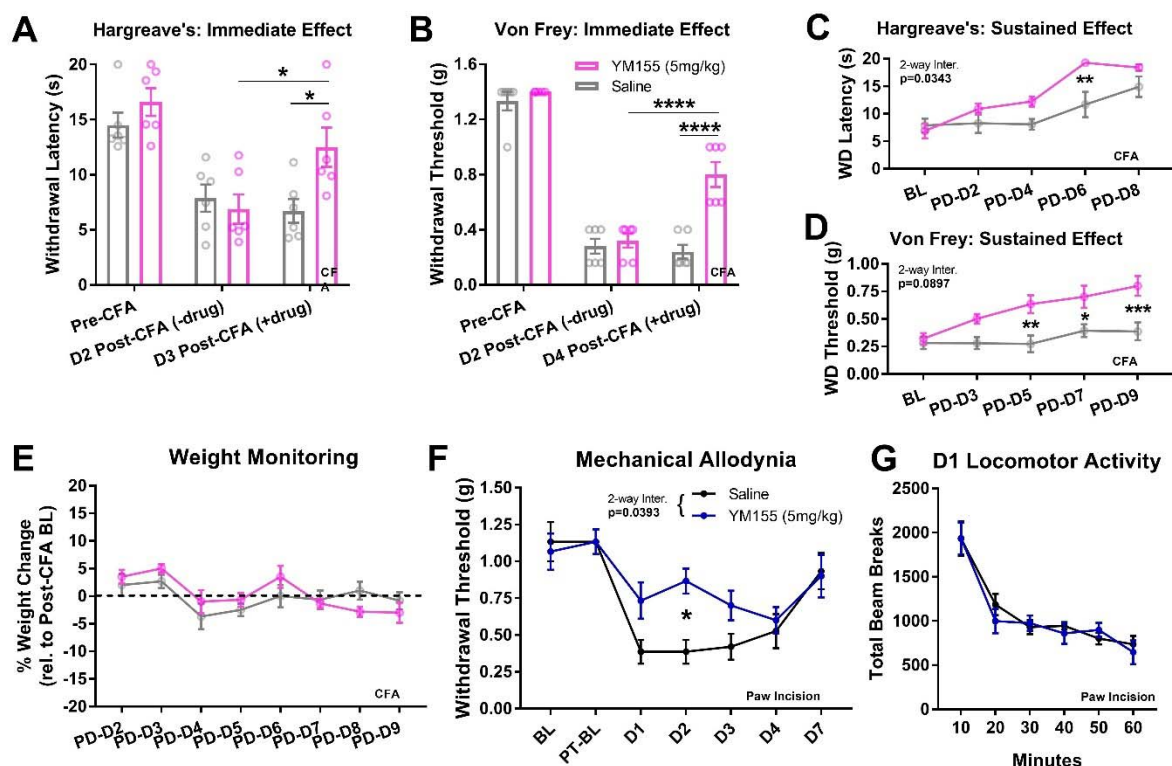 A
Hargreave's: Immediate Effect
Withdrawal Latency (s)
20
15
10
5
0
*
*
CF
A
Pre-CFA
D2 Post-CFA (-drug)
D3 Post-CFA (+drug)
B
Von Frey: Immediate Effect
Withdrawal Threshold (g)
1.6
1.2
0.8
0.4
0.0
YM155 (5mg/kg)
Saline
****
****
CFA
Pre-CFA
D2 Post-CFA (-drug)
D4 Post-CFA (+drug)
C
Hargreave's: Sustained Effect
WD Latency (s)
20
15
10
5
0
2-way Inter.
p=0.0343
**
CFA
BL
PD-D2
PD-D4
PD-D6
PD-D8
D
Von Frey: Sustained Effect
WD Threshold (g)
1.00
0.75
0.50
0.25
0.00
2-way Inter.
p=0.0897
**
*
***
CFA
BL
PD-D3
PD-D5
PD-D7
PD-D9
E
Weight Monitoring
% Weight Change
(rel. to Post-CFA BL)
20
15
10
5
0
-5
-10
-15
-20
CFA
PD-D2
PD-D3
PD-D4
PD-D5
PD-D6
PD-D7
PD-D8
PD-D9
F
Mechanical Allodynia
Withdrawal Threshold (g)
1.50
1.25
1.00
0.75
0.50
0.25
0.00
2-way Inter.
p=0.0393
{
Saline
YM155 (5mg/kg)
*
Paw Incision
BL
PT-BL
D1
D2
D3
D4
D7
G
D1 Locomotor Activity
Total Beam Breaks
2500
2000
1500
1000
500
0
Paw Incision
10 20 30 40 50 60
Minutes